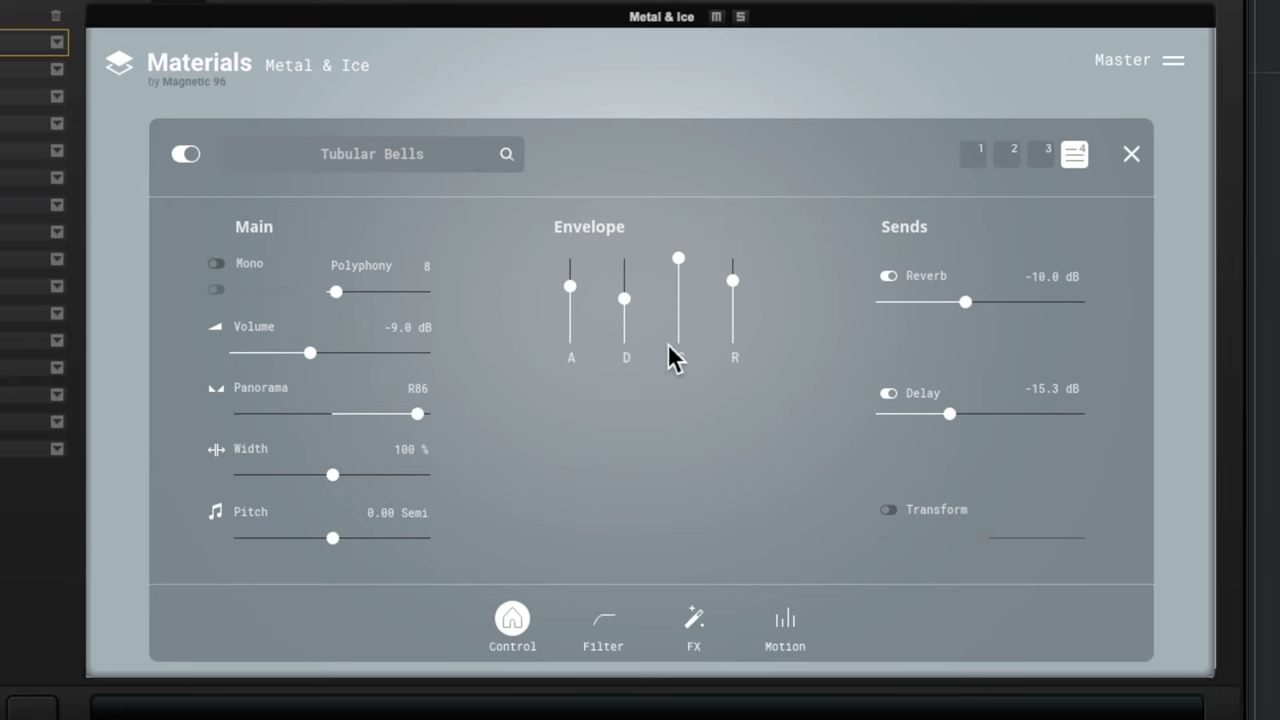 Metal & Ice M S
Materials Metal & Ice
by Magnetic 96
Master
Tubular Bells
1 2 3 4
Main
Mono
Polyphony 8
Volume -9.0 dB
Panorama R86
Width 100 %
Pitch 0.00 Semi
Envelope
A D R
Sends
Reverb -10.0 dB
Delay -15.3 dB
Transform
Control Filter FX Motion